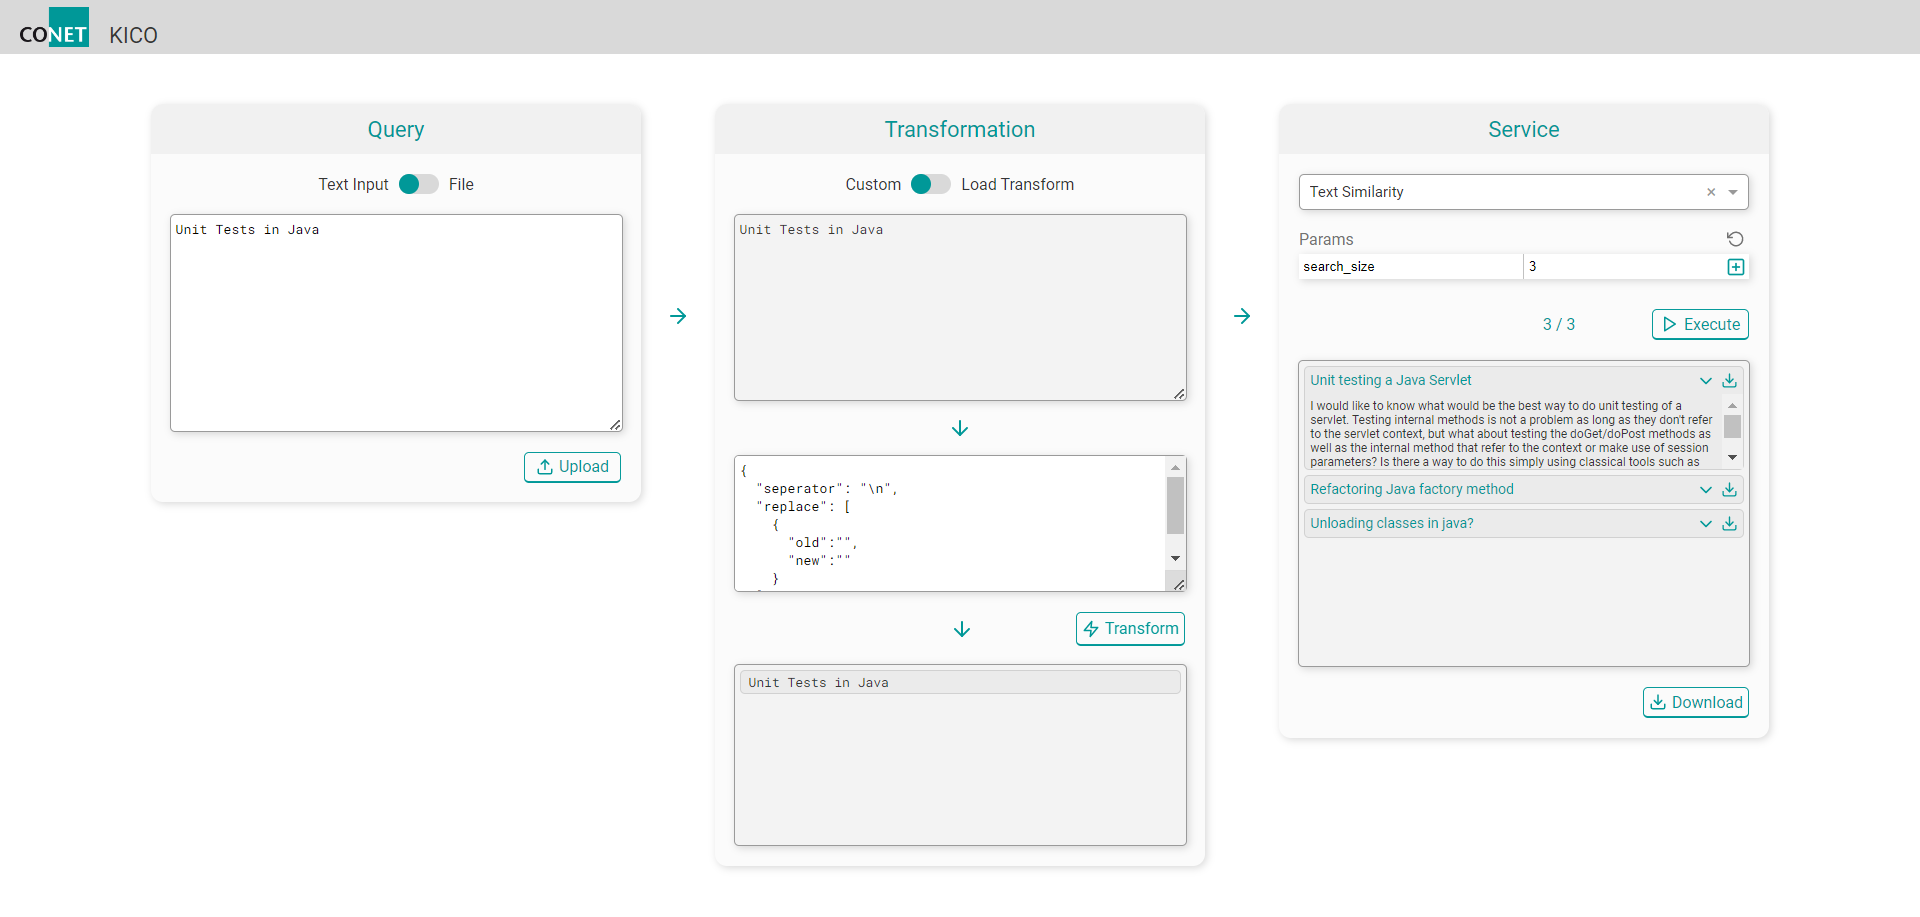 CONET KICO
Query
Text Input File
Unit Tests in Java
Upload
Transformation
Custom Load Transform
Unit Tests in Java
{
"seperator": "\n",
"replace": [
{
"old":"",
"new":""
}
Transform
Unit Tests in Java
Service
Text Similarity
Params
search_size 3
3 / 3 Execute
Unit testing a Java Servlet
I would like to know what would be the best way to do unit testing of a
servlet. Testing internal methods is not a problem as long as they don't refer
to the servlet context, but what about testing the doGet/doPost methods as
well as the internal method that refer to the context or make use of session
parameters? Is there a way to do this simply using classical tools such as
Refactoring Java factory method
Unloading classes in java?
Download